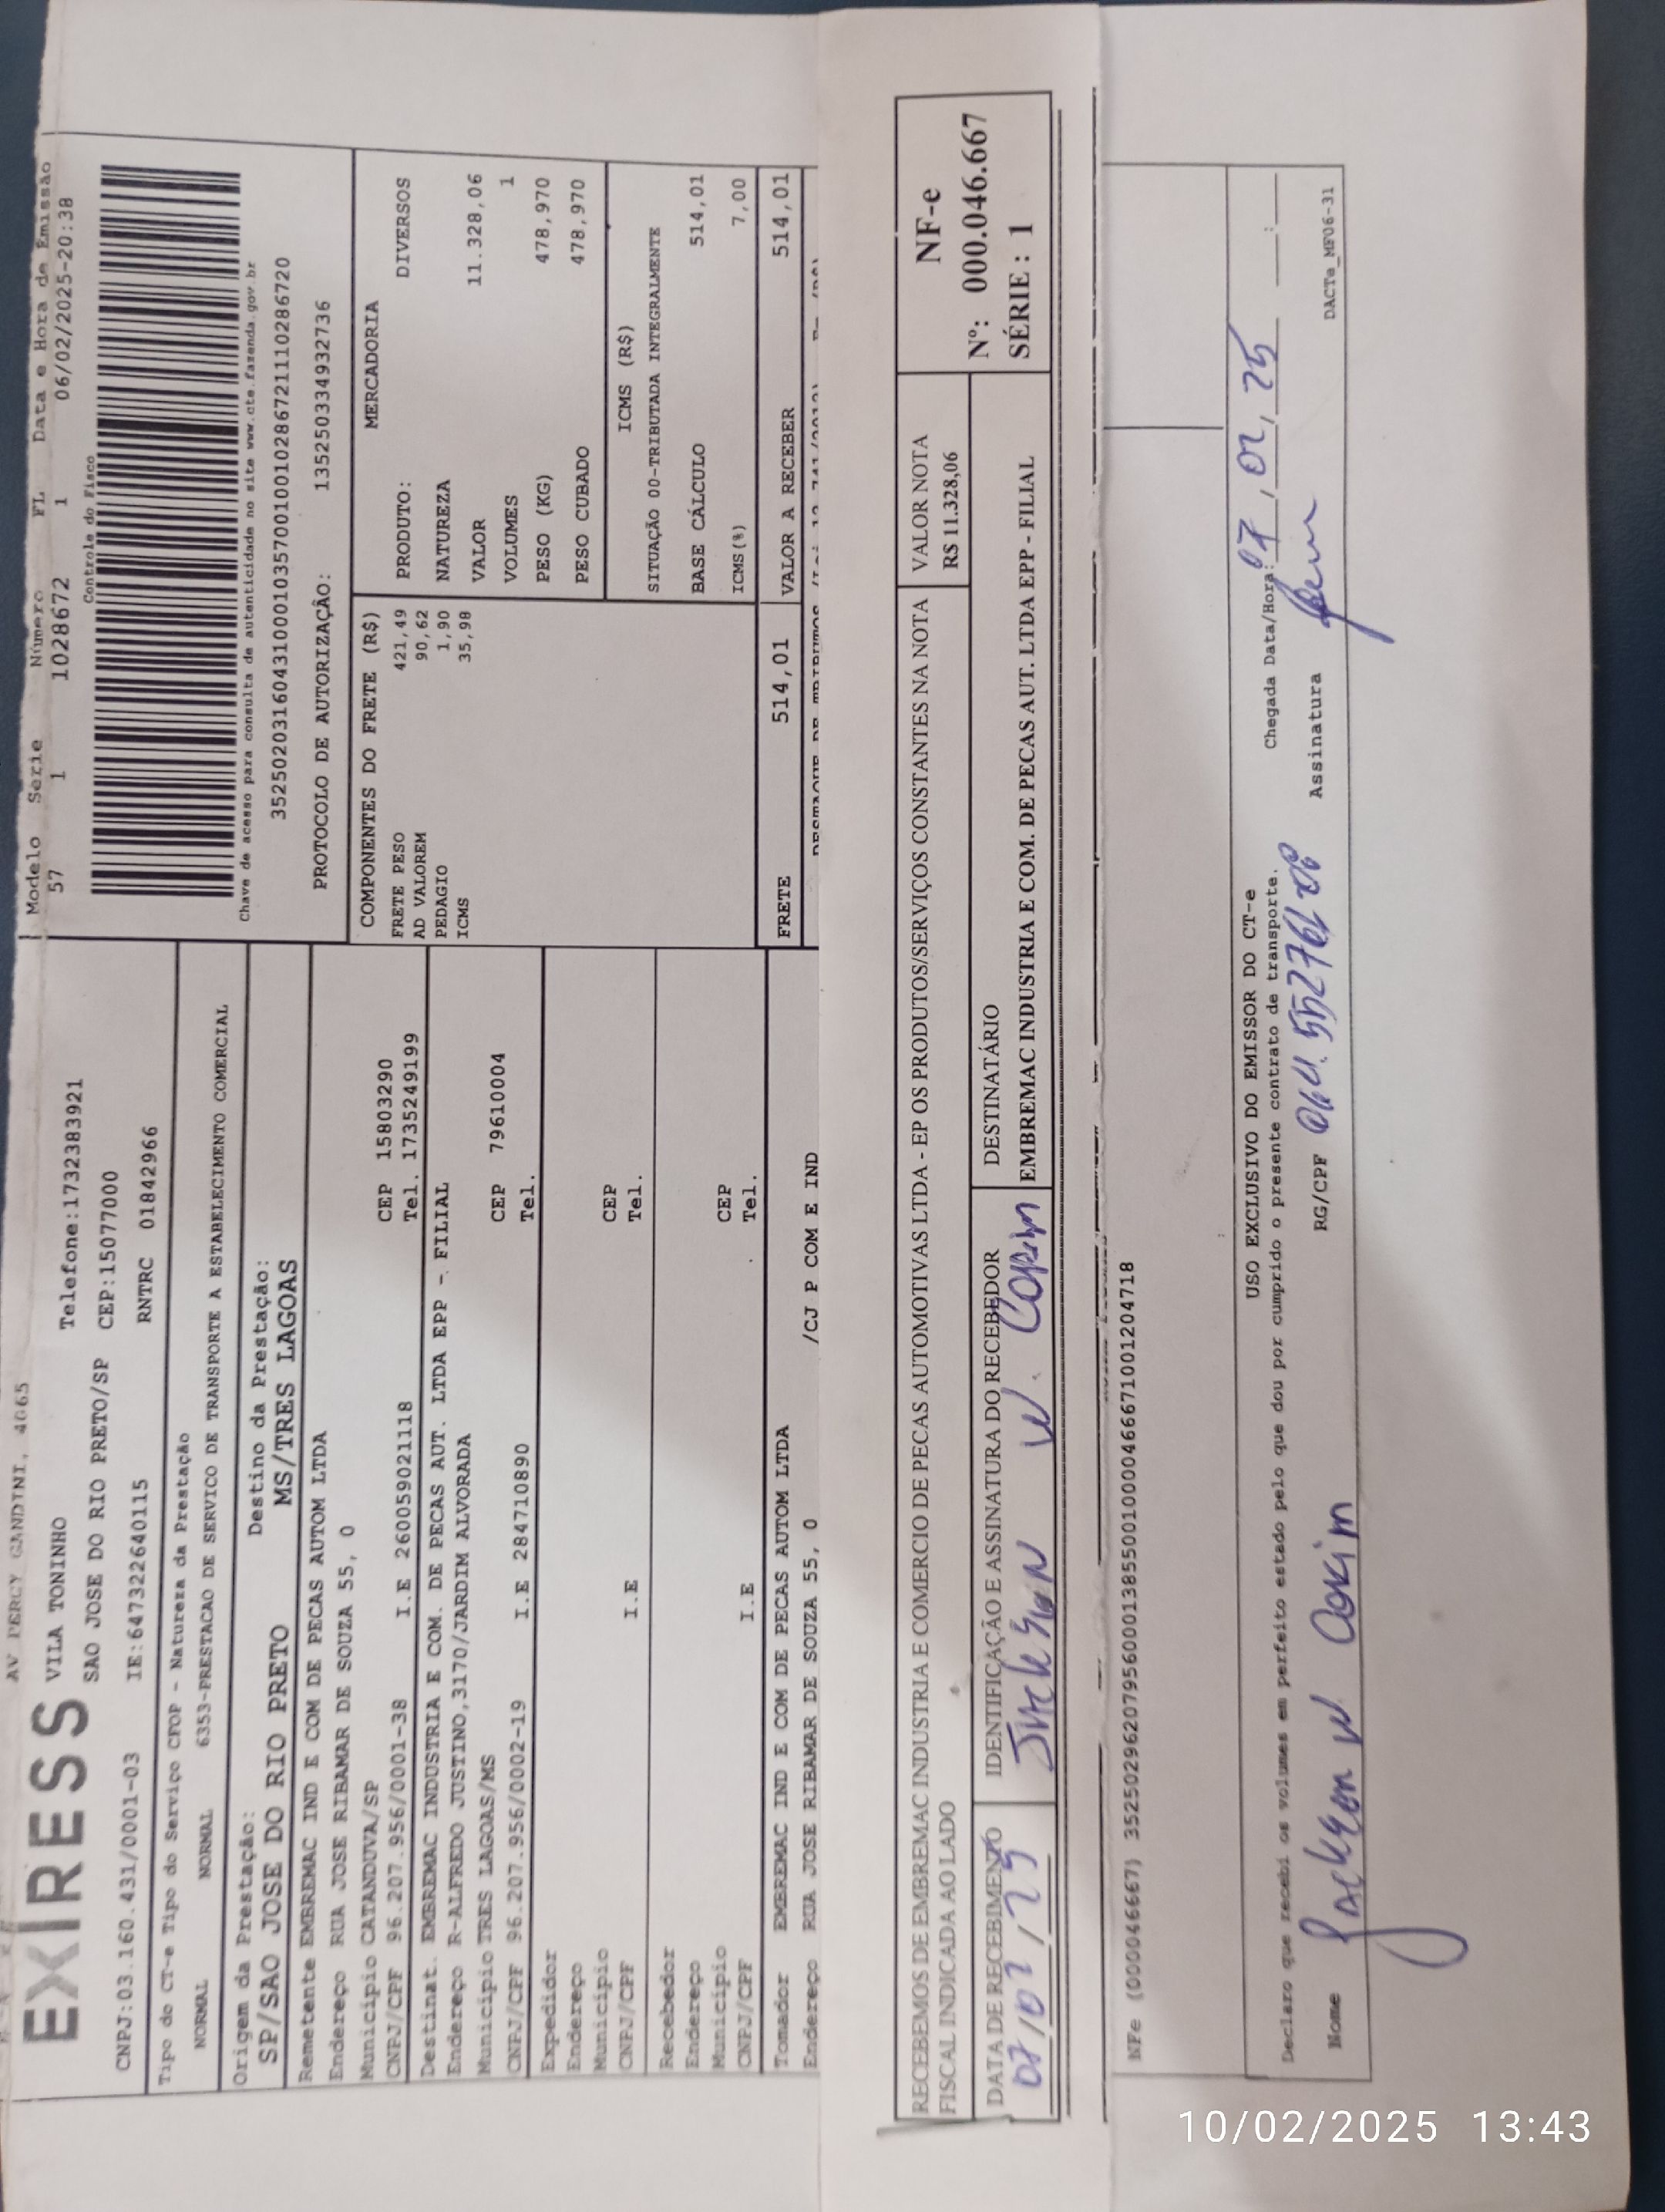 AV PERCY GANDINI, 4065
EXIRESS
VILA TONINHO Telefone:1732383921
SAO JOSE DO RIO PRETO/SP CEP:15077000
CNPJ:03.160.431/0001-03 IE:647322640115 RNTRC 01842966
Tipo do CT-e Tipo do Serviço CFOP - Natureza da Prestação
NORMAL NORMAL 6353-PRESTACAO DE SERVICO DE TRANSPORTE A ESTABELECIMENTO COMERCIAL
Origem da Prestação: Destino da Prestação:
SP/SAO JOSE DO RIO PRETO MS/TRES LAGOAS
Remetente EMBREMAC IND E COM DE PECAS AUTOM LTDA
Endereço RUA JOSE RIBAMAR DE SOUZA 55, 0
Município CATANDUVA/SP CEP 15803290
CNPJ/CPF 96.207.956/0001-38 I.E 260059021118 Tel. 1735249199
Destinat. EMBREMAC INDUSTRIA E COM. DE PECAS AUT. LTDA EPP - FILIAL
Endereço R-ALFREDO JUSTINO,3170/JARDIM ALVORADA
Município TRES LAGOAS/MS CEP 79610004
CNPJ/CPF 96.207.956/0002-19 I.E 284710890 Tel.
Expedidor
Endereço
Município CEP
CNPJ/CPF I.E Tel.
Recebedor
Endereço
Município CEP
CNPJ/CPF I.E Tel.
Tomador EMBREMAC IND E COM DE PECAS AUTOM LTDA
Endereço RUA JOSE RIBAMAR DE SOUZA 55, 0 /CJ P COM E IND
Modelo Serie Número FL Data e Hora de Emissão
57 1 1028672 1 06/02/2025-20:38
Controle do Fisco
Chave de acesso para consulta de autenticidade no site www.cte.fazenda.gov.br
35250203160431000103570010010286721110286720
PROTOCOLO DE AUTORIZAÇÃO: 135250334932736
COMPONENTES DO FRETE (R$)
FRETE PESO 421,49
AD VALOREM 90,62
PEDAGIO 1,90
ICMS 35,98
MERCADORIA
PRODUTO: DIVERSOS
NATUREZA
VALOR 11.328,06
VOLUMES 1
PESO (KG) 478,970
PESO CUBADO 478,970
ICMS (R$)
SITUAÇÃO 00-TRIBUTADA INTEGRALMENTE
BASE CÁLCULO 514,01
ICMS(%) 7,00
FRETE 514,01 VALOR A RECEBER 514,01
RECEBEMOS DE EMBREMAC INDUSTRIA E COMERCIO DE PECAS AUTOMOTIVAS LTDA - EP OS PRODUTOS/SERVIÇOS CONSTANTES NA NOTA
FISCAL INDICADA AO LADO
VALOR NOTA
R$ 11.328,06
NF-e
Nº: 000.046.667
SÉRIE : 1
DATA DE RECEBIMENTO
07/02/25
IDENTIFICAÇÃO E ASSINATURA DO RECEBEDOR
Jackson W. Corim
DESTINATÁRIO
EMBREMAC INDUSTRIA E COM. DE PECAS AUT. LTDA EPP - FILIAL
NFe (000046667) 35250296207956000138550010000466671001204718
USO EXCLUSIVO DO EMISSOR DO CT-e
Declaro que recebi os volumes em perfeito estado pelo que dou por cumprido o presente contrato de transporte. Chegada Data/Hora: 07/02/25 :
Nome Jackson W Corim RG/CPF Assinatura
DACTe_MF06-31
10/02/2025 13:43